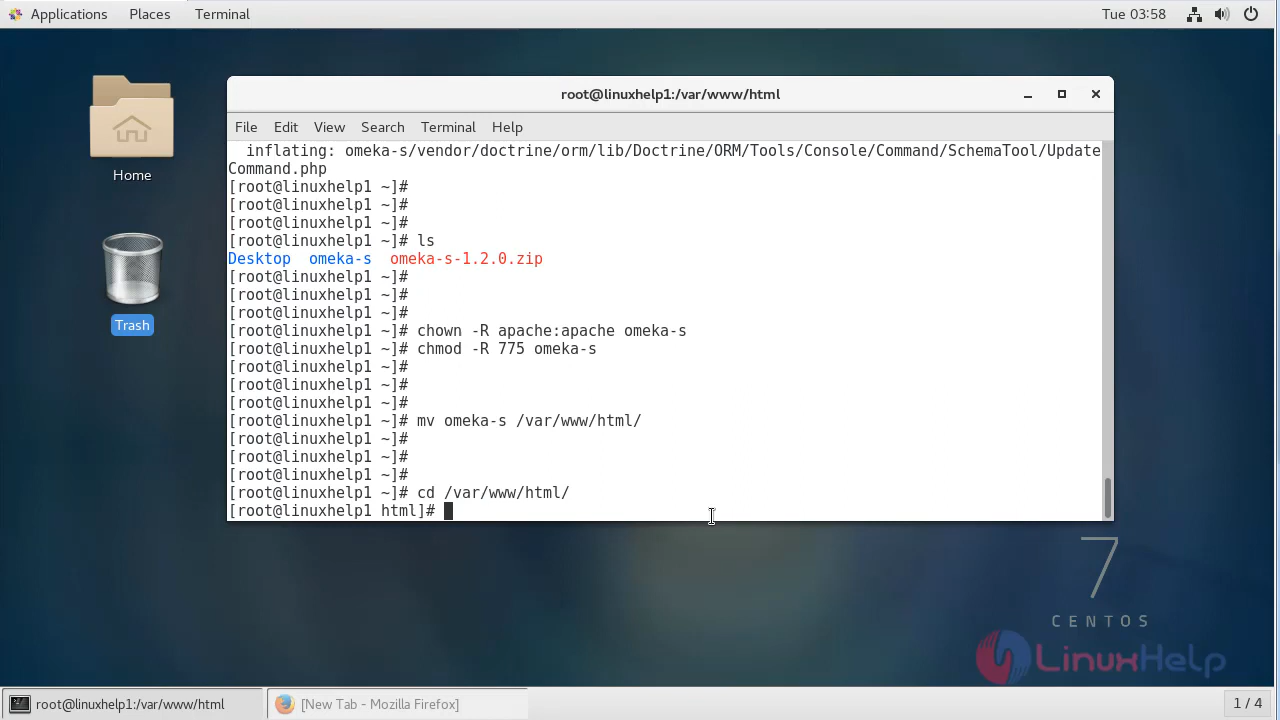 Applications Places Terminal Tue 03:58
Home
Trash
root@linuxhelp1:/var/www/html
File Edit View Search Terminal Help
inflating: omeka-s/vendor/doctrine/orm/lib/Doctrine/ORM/Tools/Console/Command/SchemaTool/Update
Command.php
[root@linuxhelp1 ~]#
[root@linuxhelp1 ~]#
[root@linuxhelp1 ~]#
[root@linuxhelp1 ~]# ls
Desktop omeka-s omeka-s-1.2.0.zip
[root@linuxhelp1 ~]#
[root@linuxhelp1 ~]#
[root@linuxhelp1 ~]#
[root@linuxhelp1 ~]# chown -R apache:apache omeka-s
[root@linuxhelp1 ~]# chmod -R 775 omeka-s
[root@linuxhelp1 ~]#
[root@linuxhelp1 ~]#
[root@linuxhelp1 ~]#
[root@linuxhelp1 ~]# mv omeka-s /var/www/html/
[root@linuxhelp1 ~]#
[root@linuxhelp1 ~]#
[root@linuxhelp1 ~]#
[root@linuxhelp1 ~]# cd /var/www/html/
[root@linuxhelp1 html]#
7
CENTOS
LinuxHelp
root@linuxhelp1:/var/www/html [New Tab - Mozilla Firefox] 1 / 4